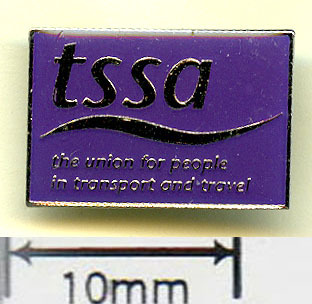 tssa
the union for people
in transport and travel
10mm